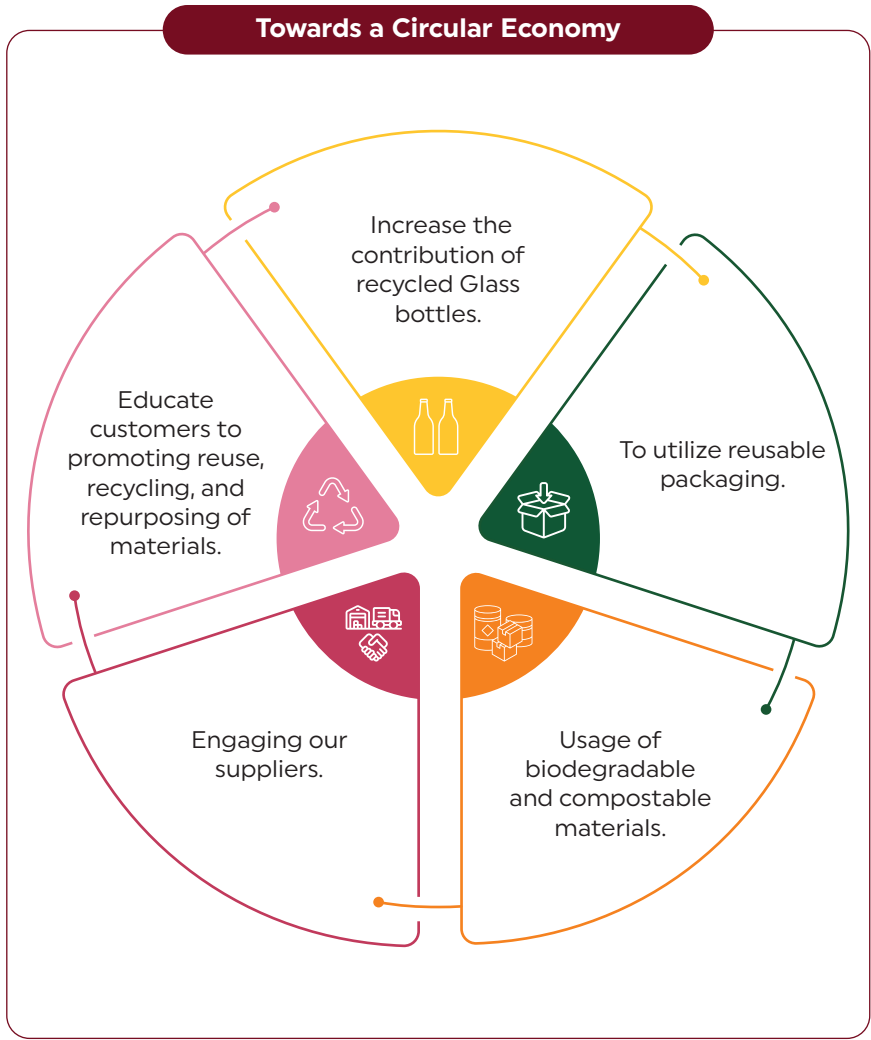 Towards a Circular Economy
Increase the
contribution of
recycled Glass
bottles.
To utilize reusable
packaging.
Usage of
biodegradable
and compostable
materials.
Engaging our
suppliers.
Educate
customers to
promoting reuse,
recycling, and
repurposing of
materials.